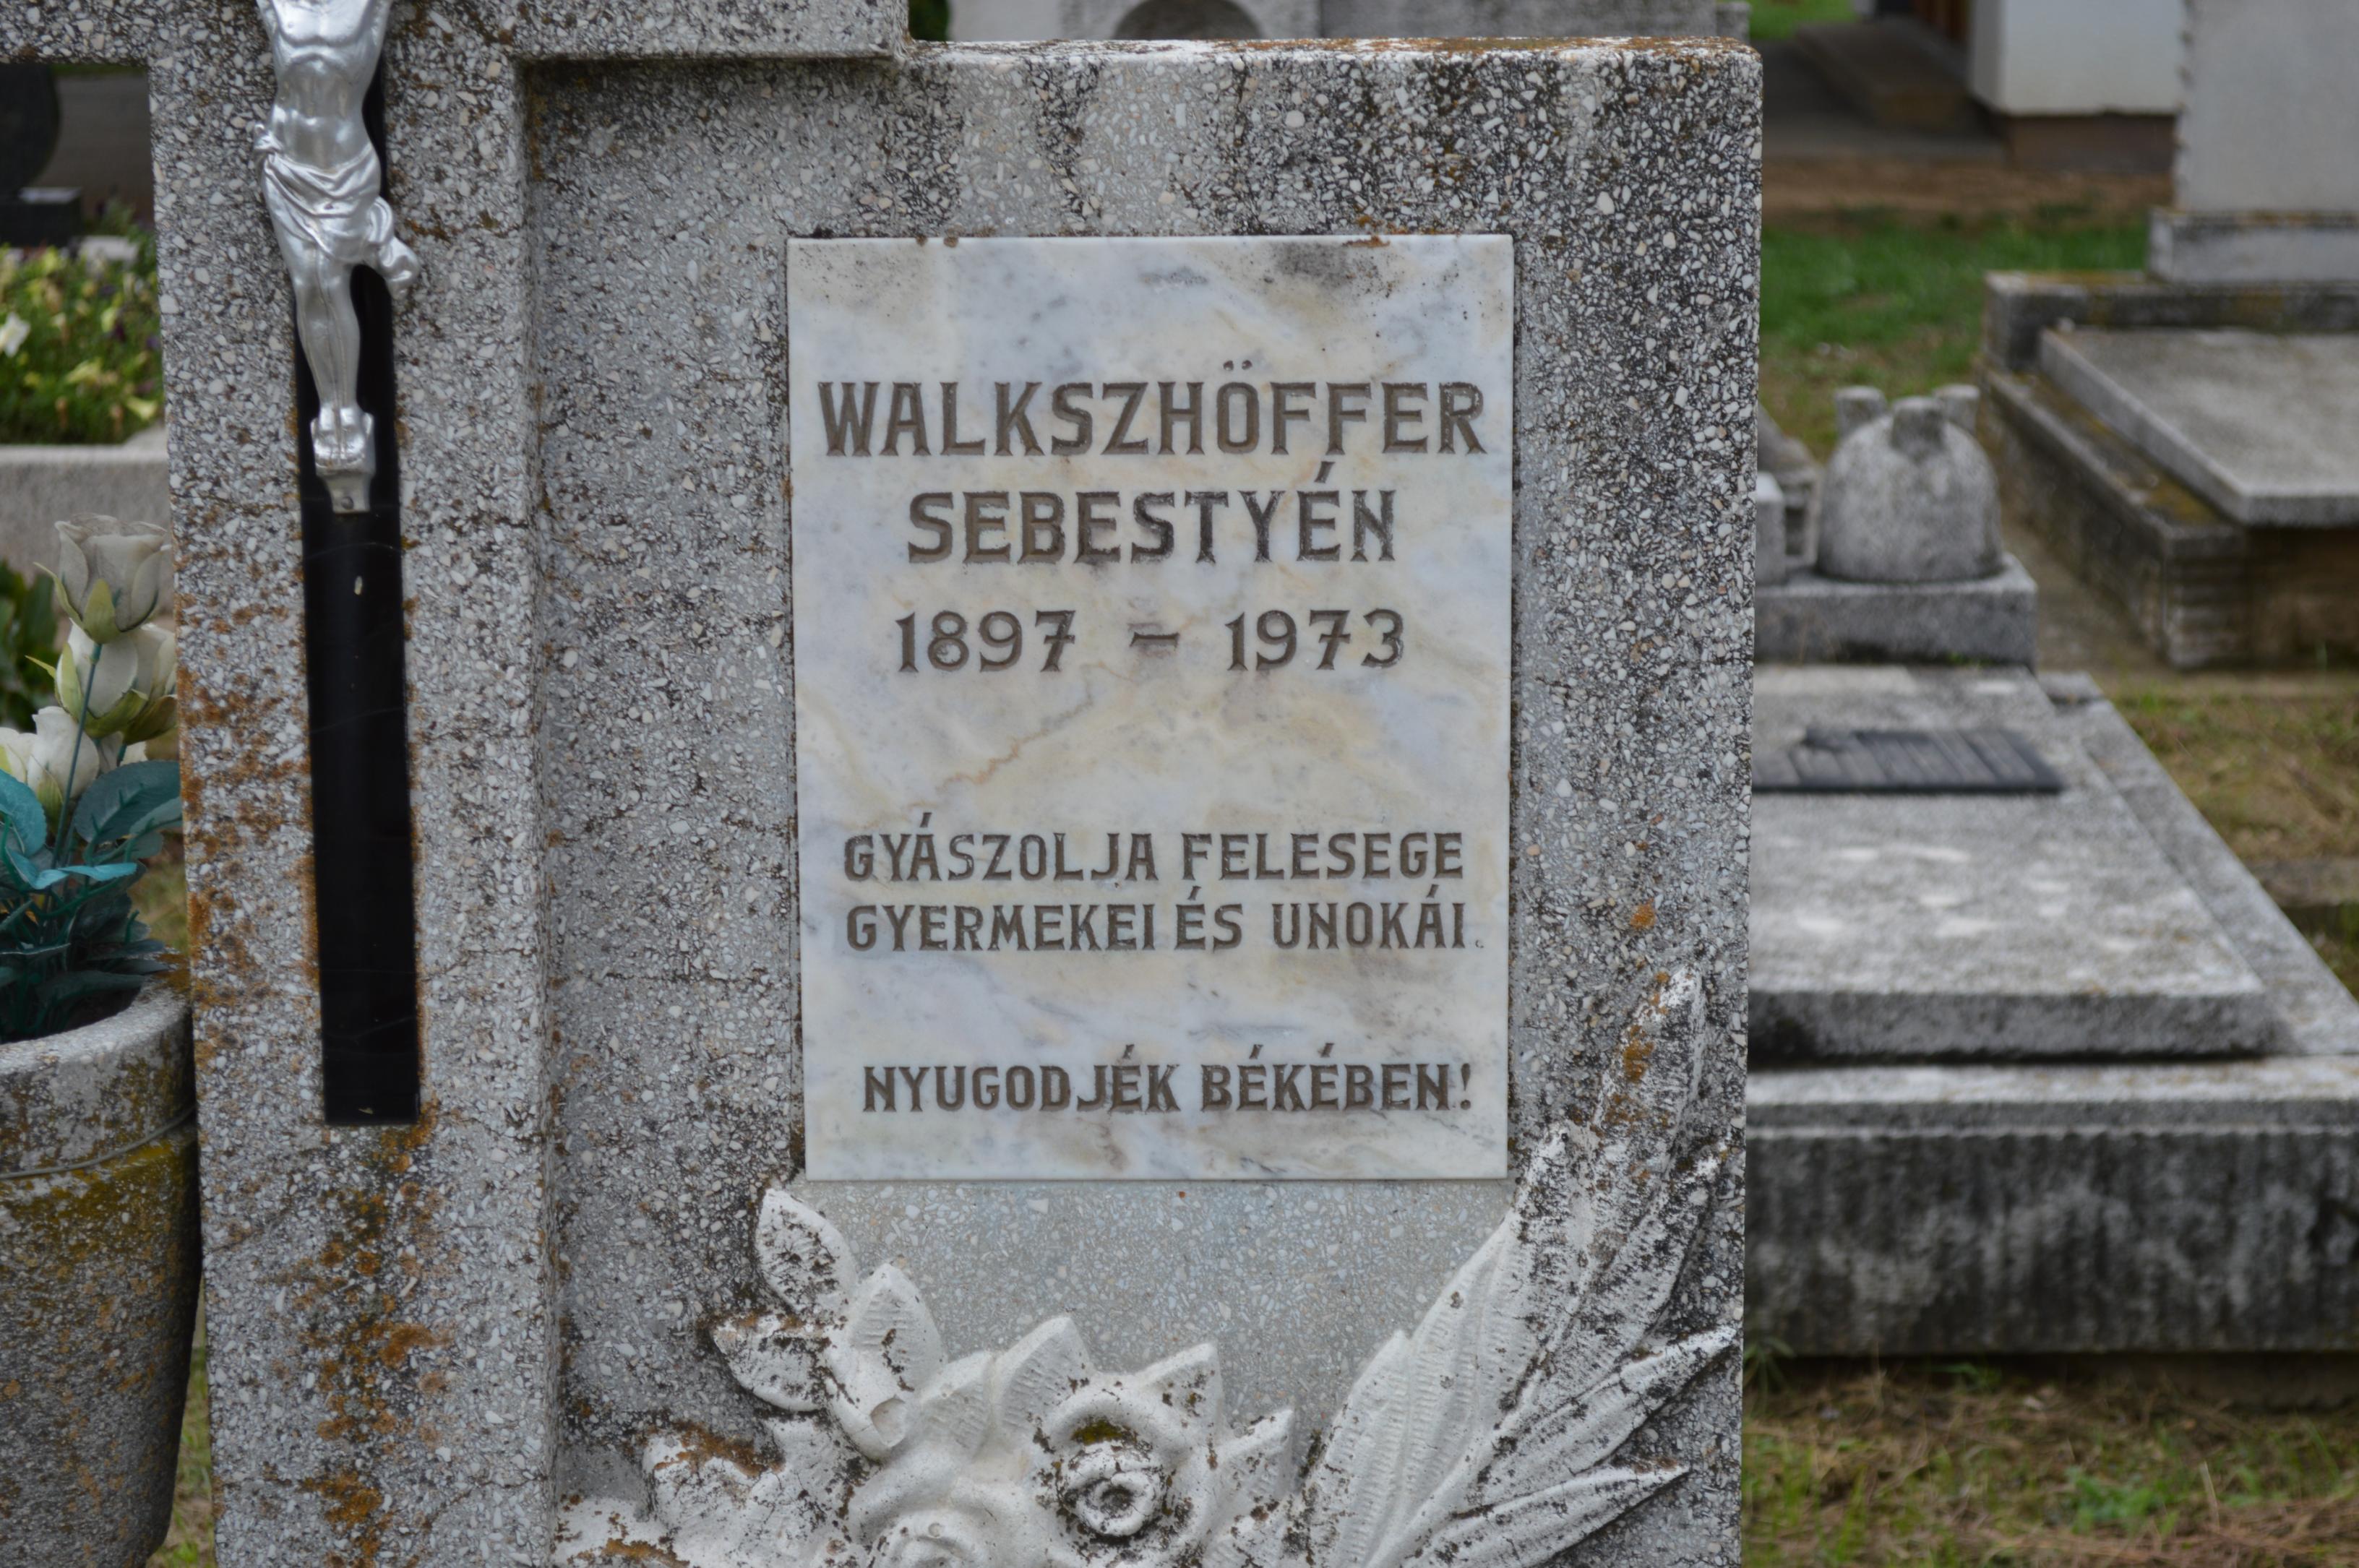 WALKSZHÖFFER
SEBESTYÉN
1897 - 1973
GYÁSZOLJA FELESEGE
GYERMEKEI ÉS UNOKÁI.
NYUGODJÉK BÉKÉBEN!